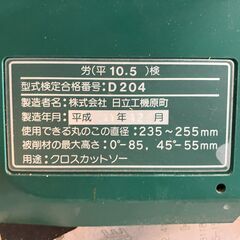 労(平10.5)検
型式検定合格番号:D204
製造者名:株式会社 日立工機原町
製造年月:平成 年 月
使用できる丸のこの直径:235~255mm
被削材の最大高さ:0°-85, 45°-55mm
用途:クロスカットソー